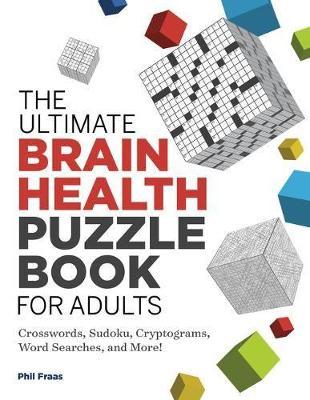 THE
ULTIMATE
BRAIN
HEALTH
PUZZLE
BOOK
FOR ADULTS
Crosswords, Sudoku, Cryptograms,
Word Searches, and More!
Phil Fraas